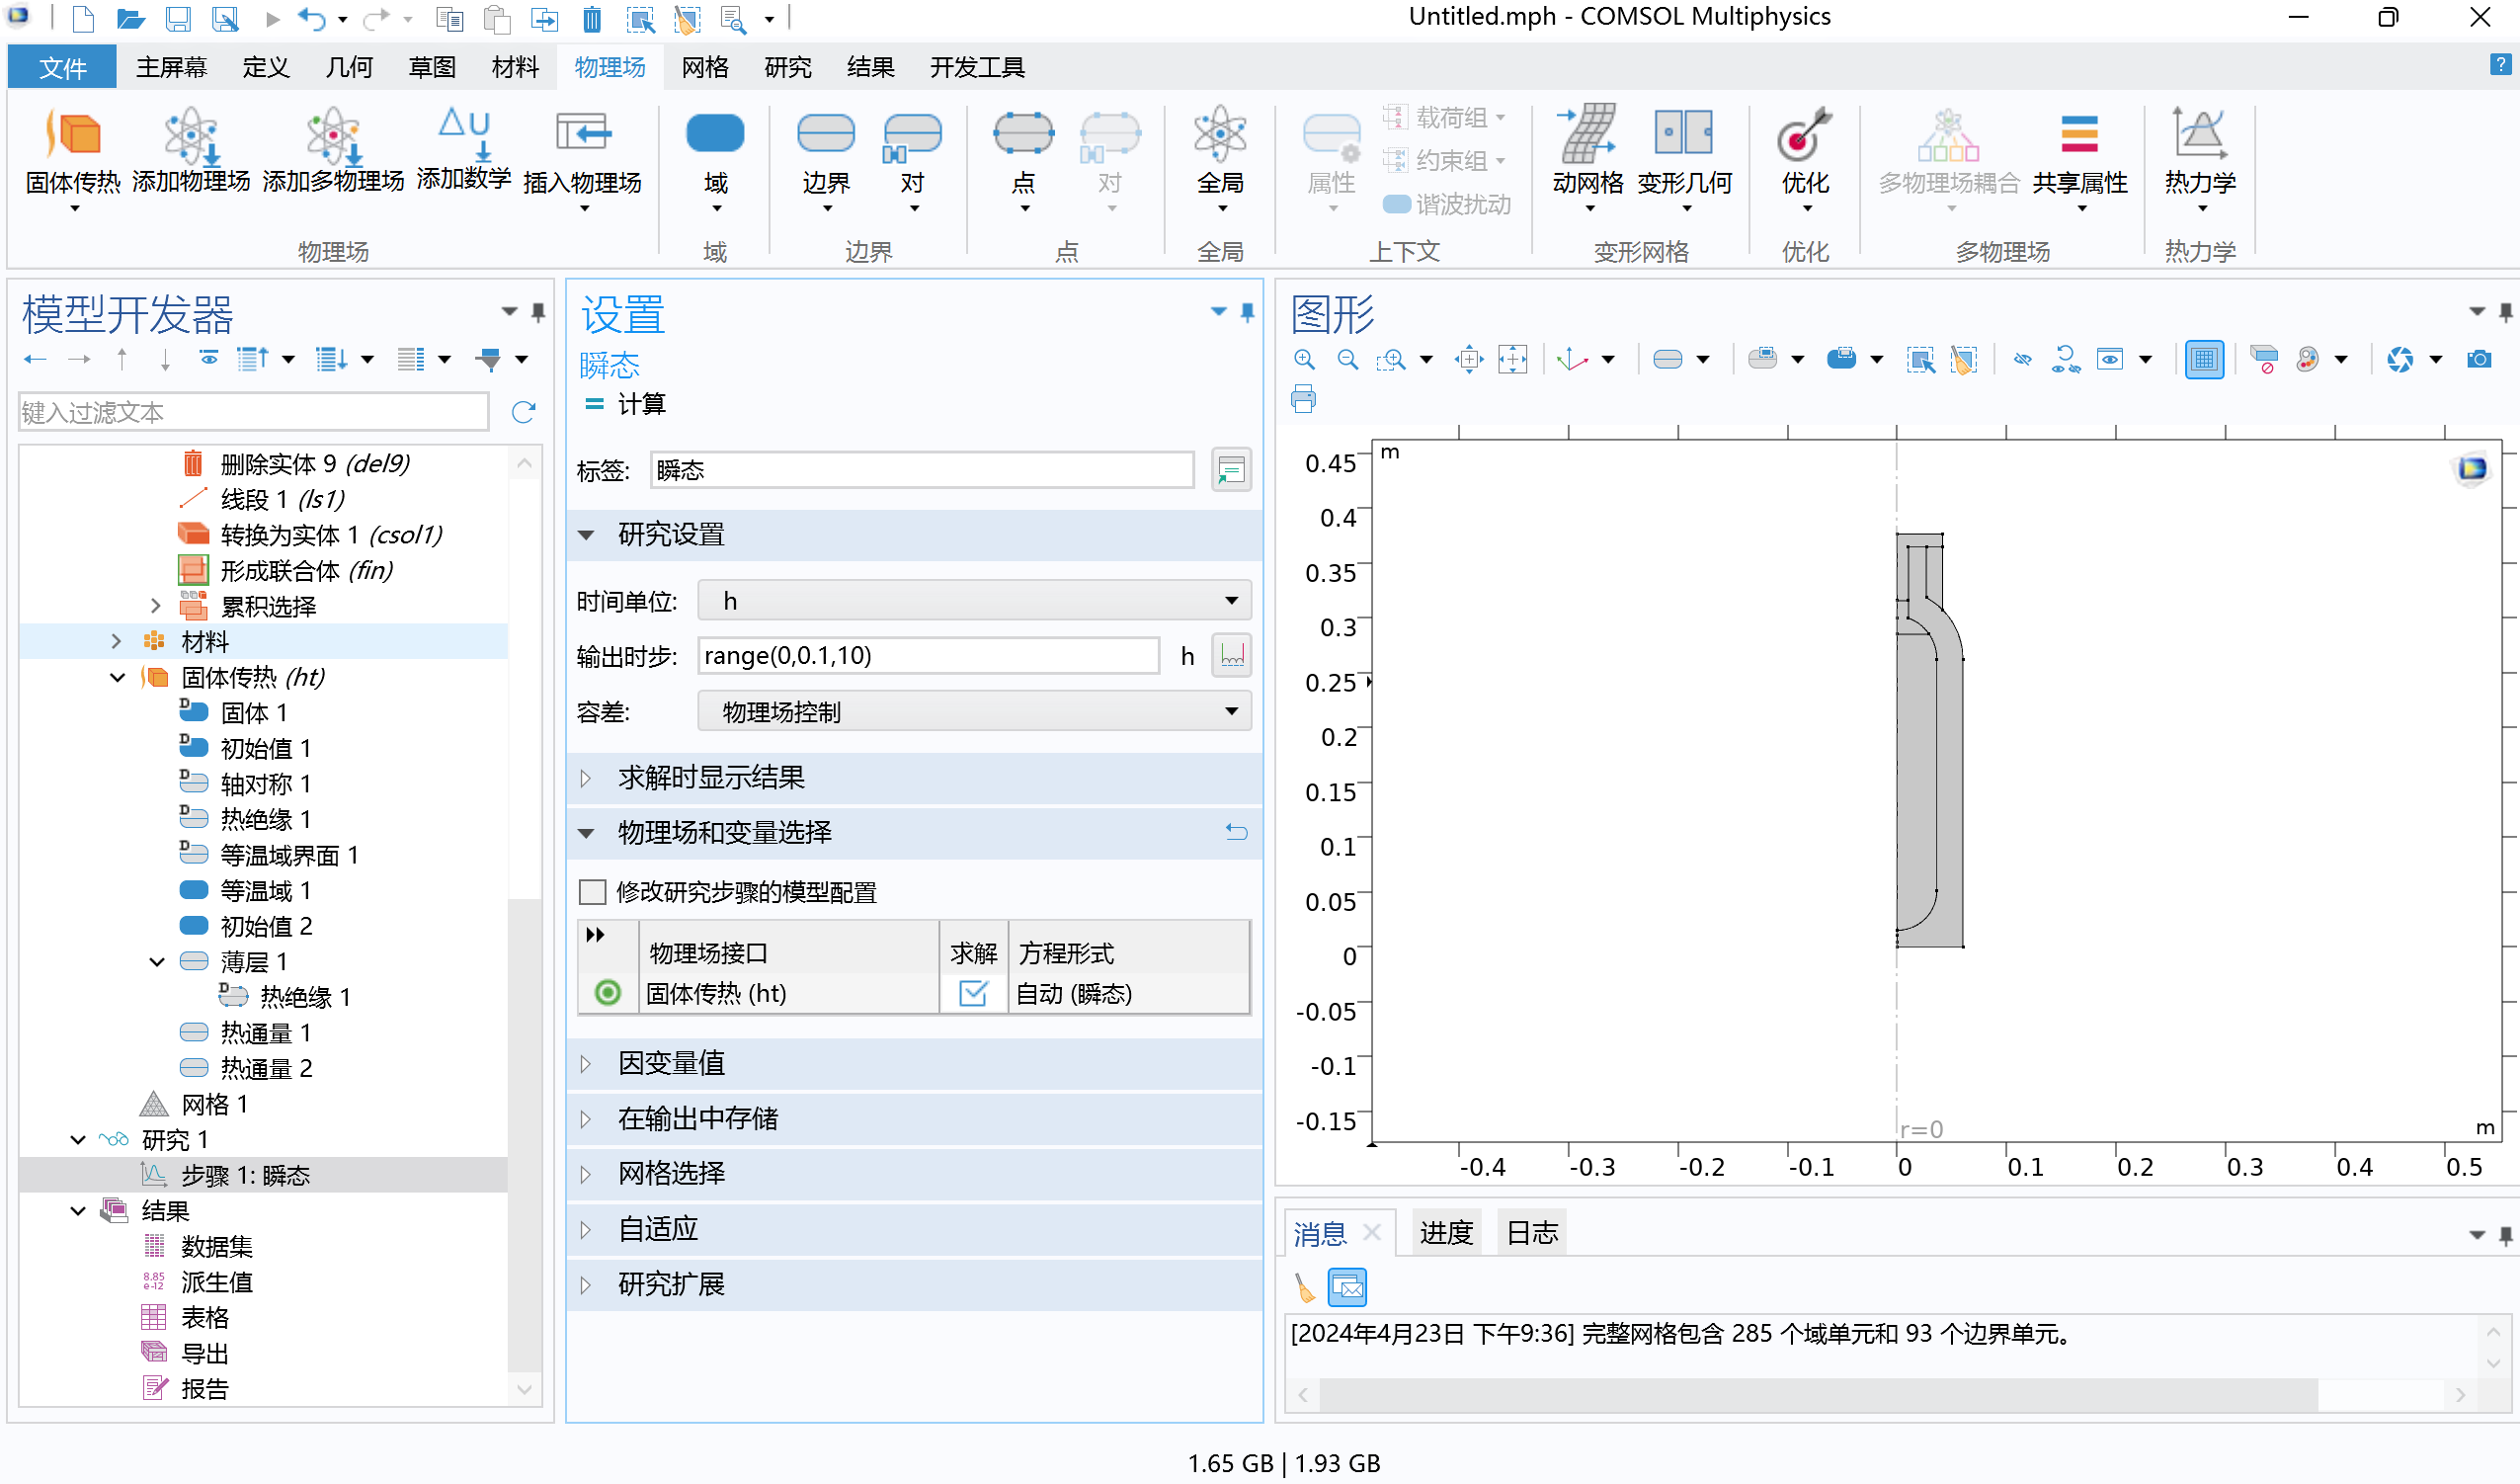 Untitled.mph - COMSOL Multiphysics
文件 主屏幕 定义 几何 草图 材料 物理场 网格 研究 结果 开发工具 ?
固体传热 添加物理场 添加多物理场 添加数学 插入物理场 域 边界 对 点 对 全局 属性 载荷组 约束组 谐波扰动 动网格 变形几何 优化 多物理场耦合 共享属性 热力学
物理场 域 边界 点 全局 上下文 变形网格 优化 多物理场 热力学
模型开发器
键入过滤文本
删除实体 9 (del9)
线段 1 (ls1)
转换为实体 1 (csol1)
形成联合体 (fin)
累积选择
材料
固体传热 (ht)
固体 1
初始值 1
轴对称 1
热绝缘 1
等温域界面 1
等温域 1
初始值 2
薄层 1
热绝缘 1
热通量 1
热通量 2
网格 1
研究 1
步骤 1: 瞬态
结果
数据集
8.85
e-12
派生值
表格
导出
报告
设置
瞬态
= 计算
标签: 瞬态
研究设置
时间单位: h
输出时步: range(0,0.1,10) h
容差: 物理场控制
求解时显示结果
物理场和变量选择
修改研究步骤的模型配置
物理场接口 求解 方程形式
固体传热 (ht) 自动 (瞬态)
因变量值
在输出中存储
网格选择
自适应
研究扩展
图形
m
0.45
0.4
0.35
0.3
0.25
0.2
0.15
0.1
0.05
0
-0.05
-0.1
-0.15
r=0
m
-0.4 -0.3 -0.2 -0.1 0 0.1 0.2 0.3 0.4 0.5
消息 进度 日志
[2024年4月23日 下午9:36] 完整网格包含 285 个域单元和 93 个边界单元。
1.65 GB | 1.93 GB